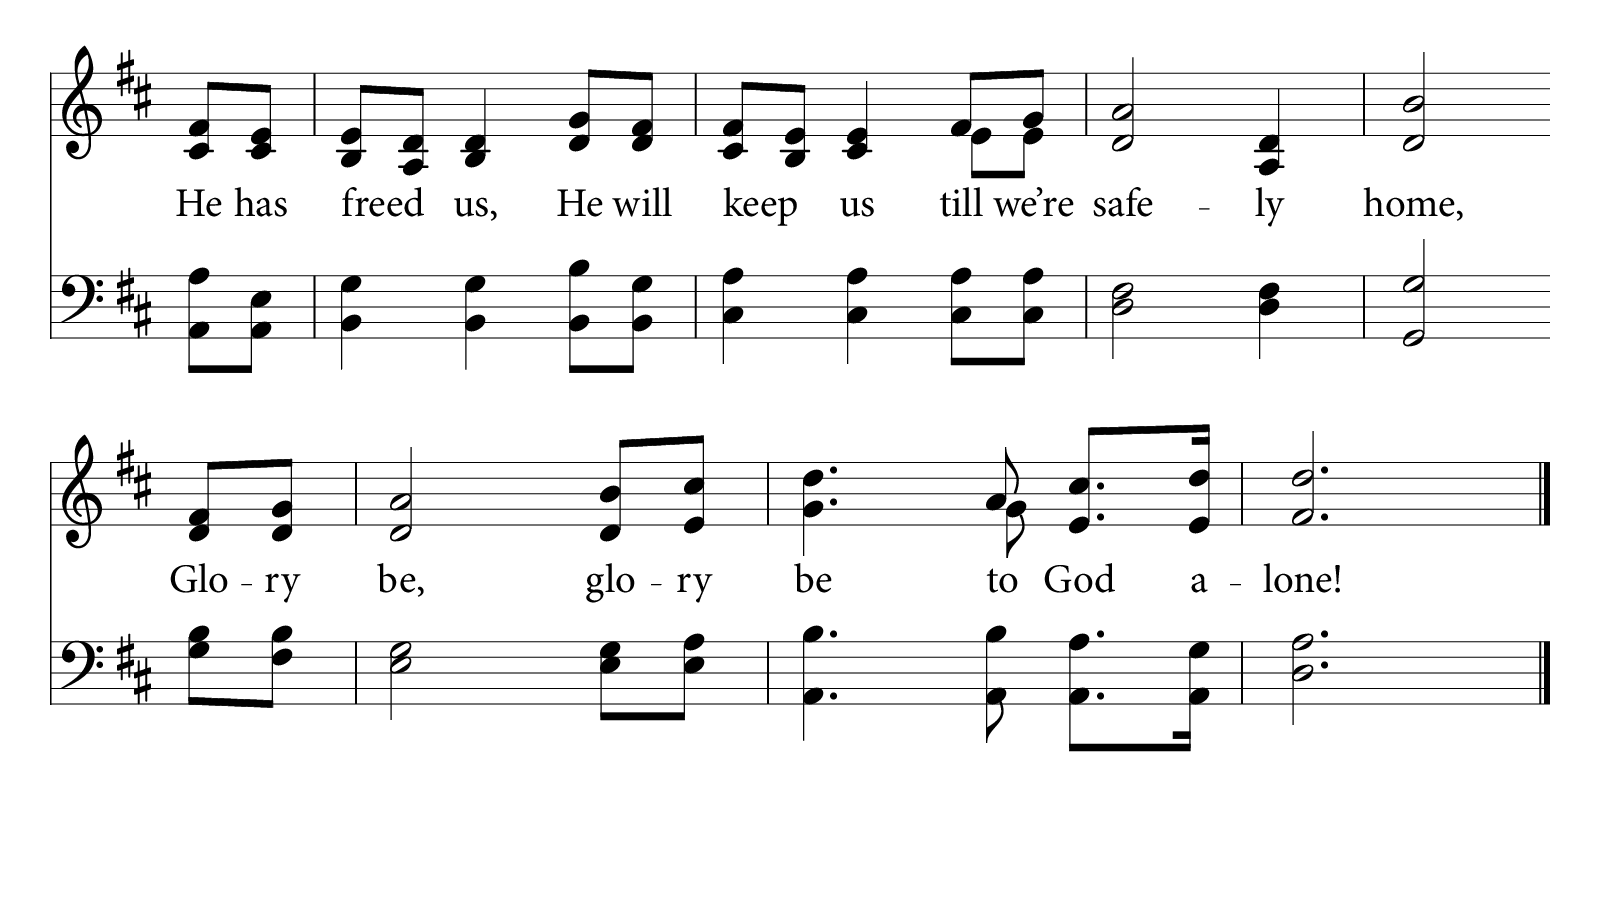 He has freed us, He will keep us till we’re safe - ly home,
Glo - ry be, glo - ry be to God a - lone!